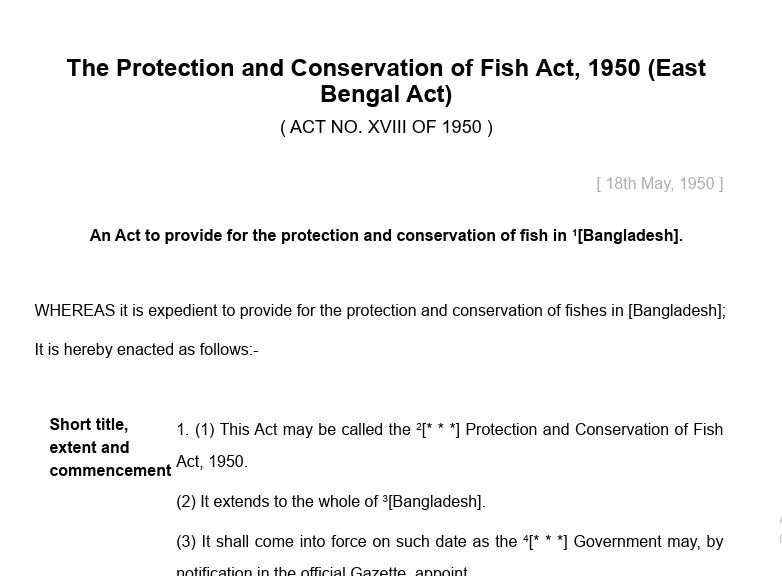 The Protection and Conservation of Fish Act, 1950 (East
Bengal Act)
( ACT NO. XVIII OF 1950 )
[ 18th May, 1950 ]
An Act to provide for the protection and conservation of fish in ¹[Bangladesh].
WHEREAS it is expedient to provide for the protection and conservation of fishes in [Bangladesh];
It is hereby enacted as follows:-
Short title,
extent and
commencement
1. (1) This Act may be called the ²[* * *] Protection and Conservation of Fish
Act, 1950.
(2) It extends to the whole of ³[Bangladesh].
(3) It shall come into force on such date as the ⁴[* * *] Government may, by
notification in the official Gazette, appoint.